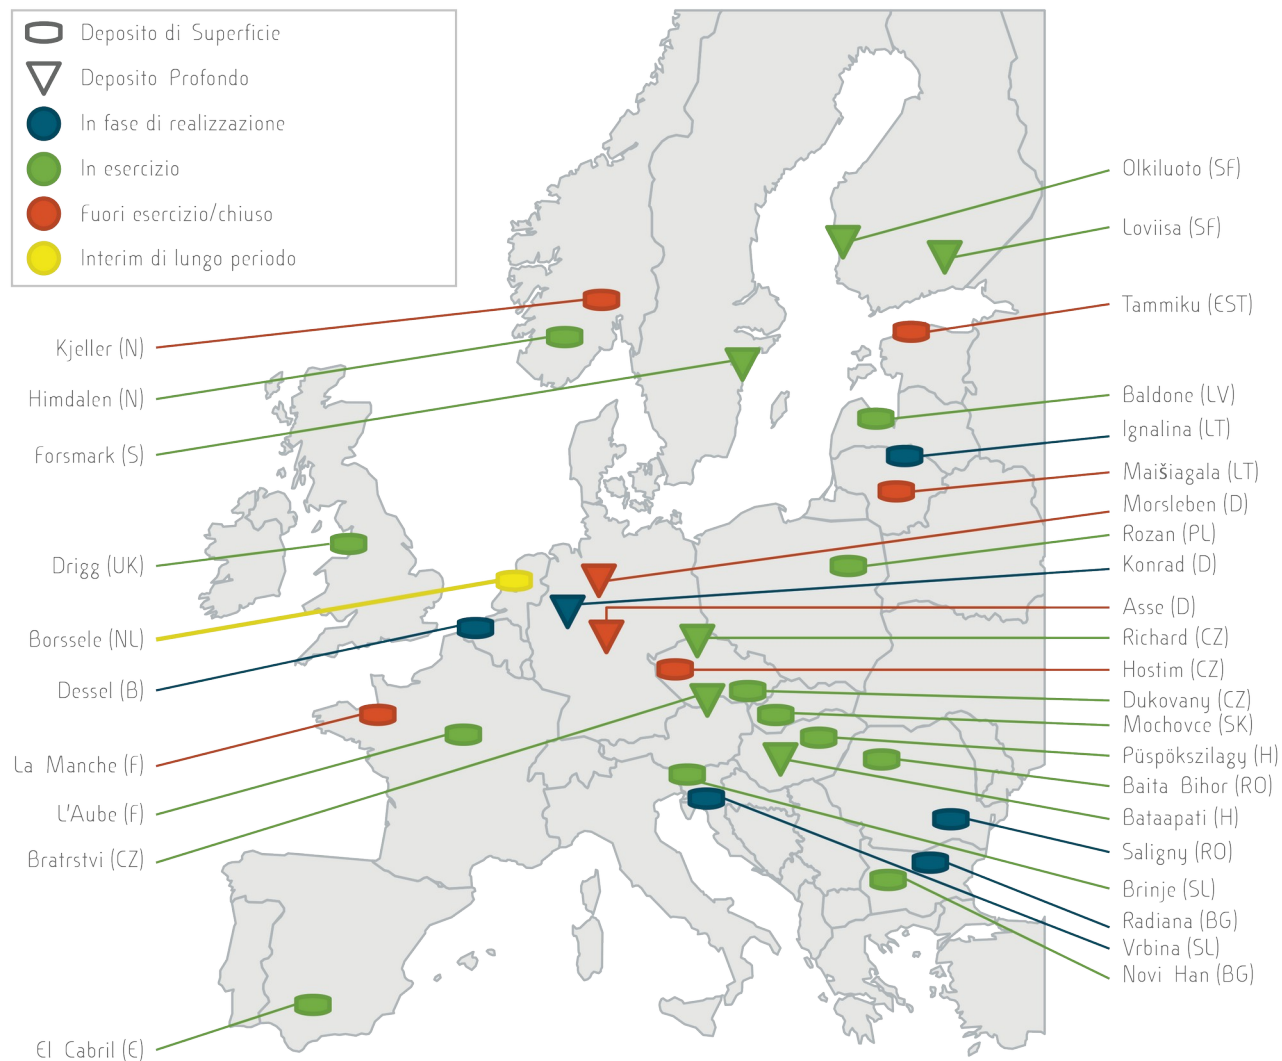 Deposito di Superficie
Deposito Profondo
In fase di realizzazione
In esercizio
Fuori esercizio/chiuso
Interim di lungo periodo
Kjeller (N)
Himdalen (N)
Forsmark (S)
Drigg (UK)
Borssele (NL)
Dessel (B)
La Manche (F)
L'Aube (F)
Bratrstvi (CZ)
El Cabril (E)
Olkiluoto (SF)
Loviisa (SF)
Tammiku (EST)
Baldone (LV)
Ignalina (LT)
Maišiagala (LT)
Morsleben (D)
Rozan (PL)
Konrad (D)
Asse (D)
Richard (CZ)
Hostim (CZ)
Dukovany (CZ)
Mochovce (SK)
Püspökszilagy (H)
Baita Bihor (RO)
Bataapati (H)
Saligny (RO)
Brinje (SL)
Radiana (BG)
Vrbina (SL)
Novi Han (BG)